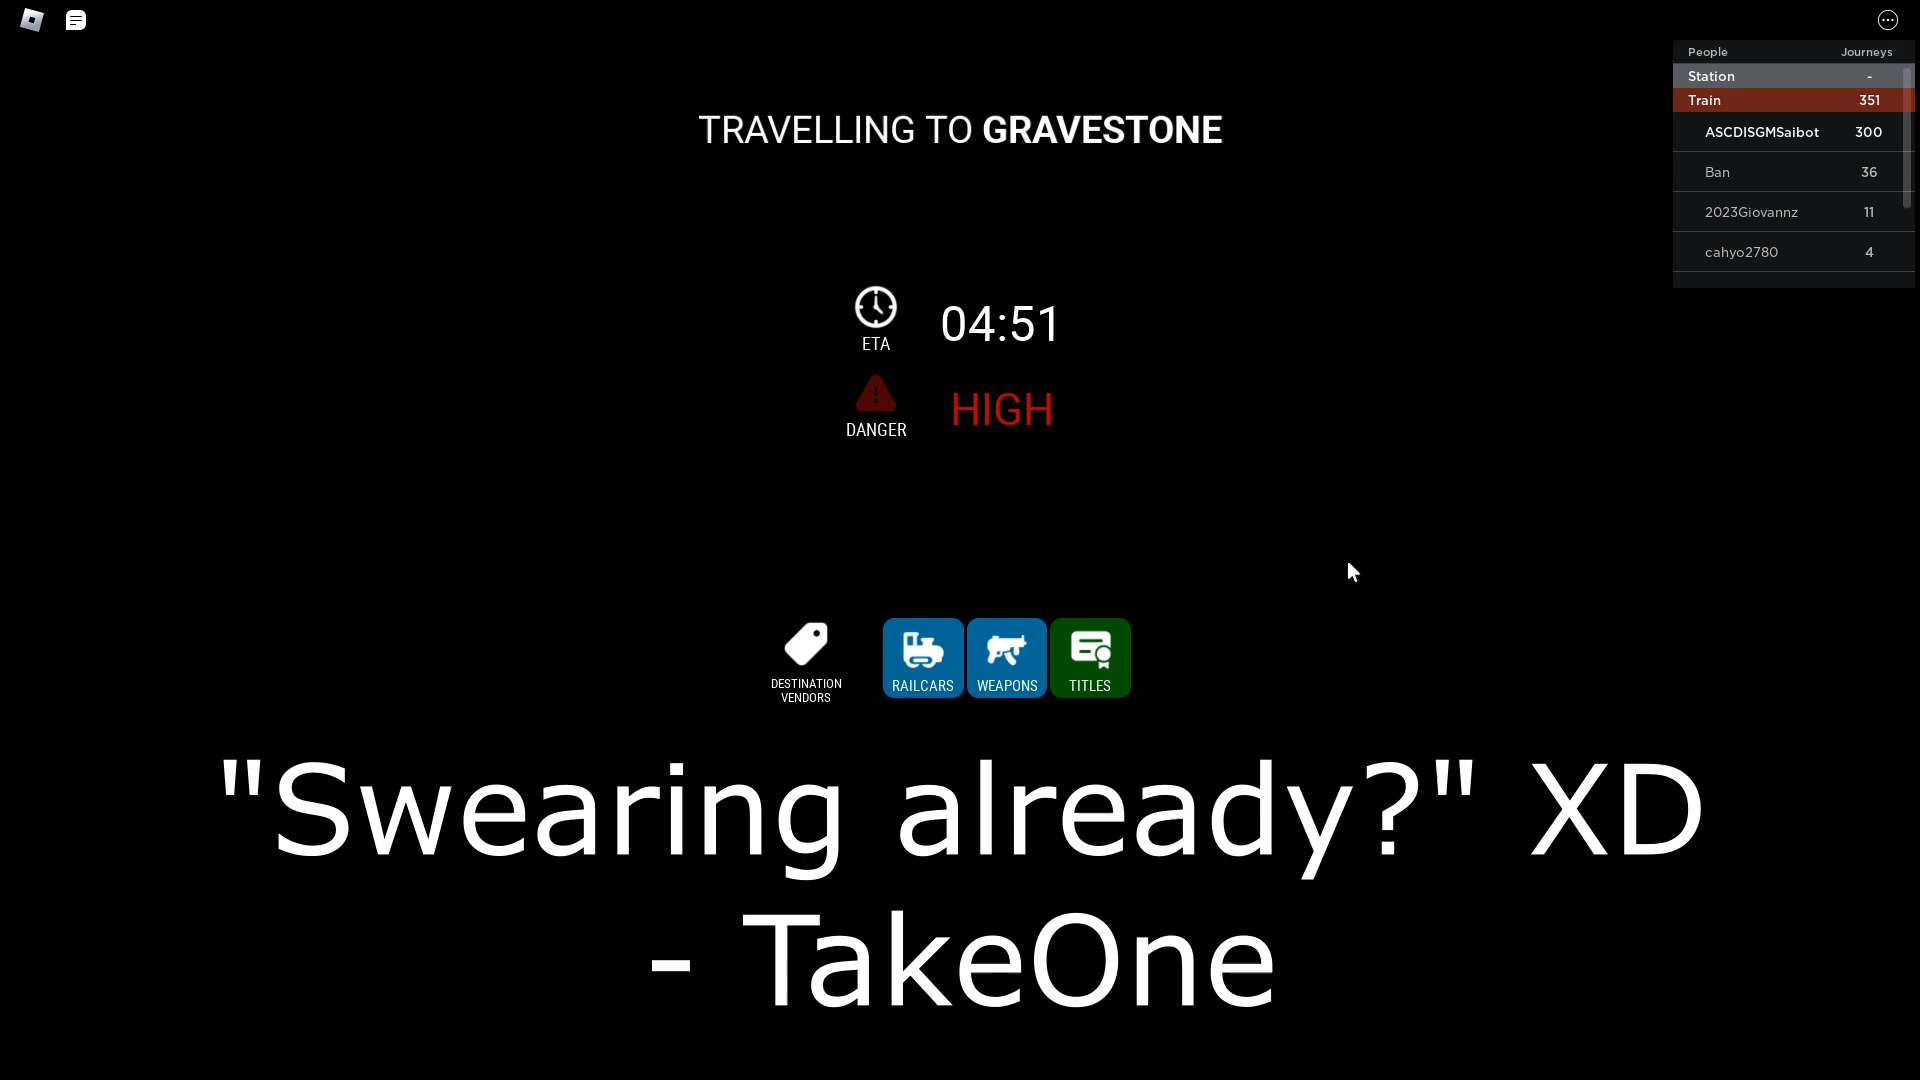 People Journeys
Station -
Train 351
ASCDISGMSaibot 300
Ban 36
2023Giovannz 11
cahyo2780 4
TRAVELLING TO GRAVESTONE
ETA 04:51
DANGER HIGH
DESTINATION
VENDORS
RAILCARS WEAPONS TITLES
"Swearing already?" XD
- TakeOne